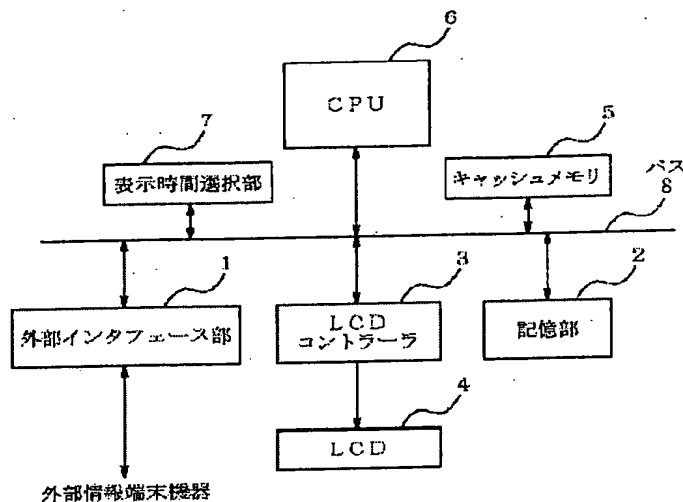 6
CPU
7
表示時間選択部
5
キャッシュメモリ
バス
8
1
外部インタフェース部
3
LCD
コントローラ
2
記憶部
4
LCD
外部情報端末機器